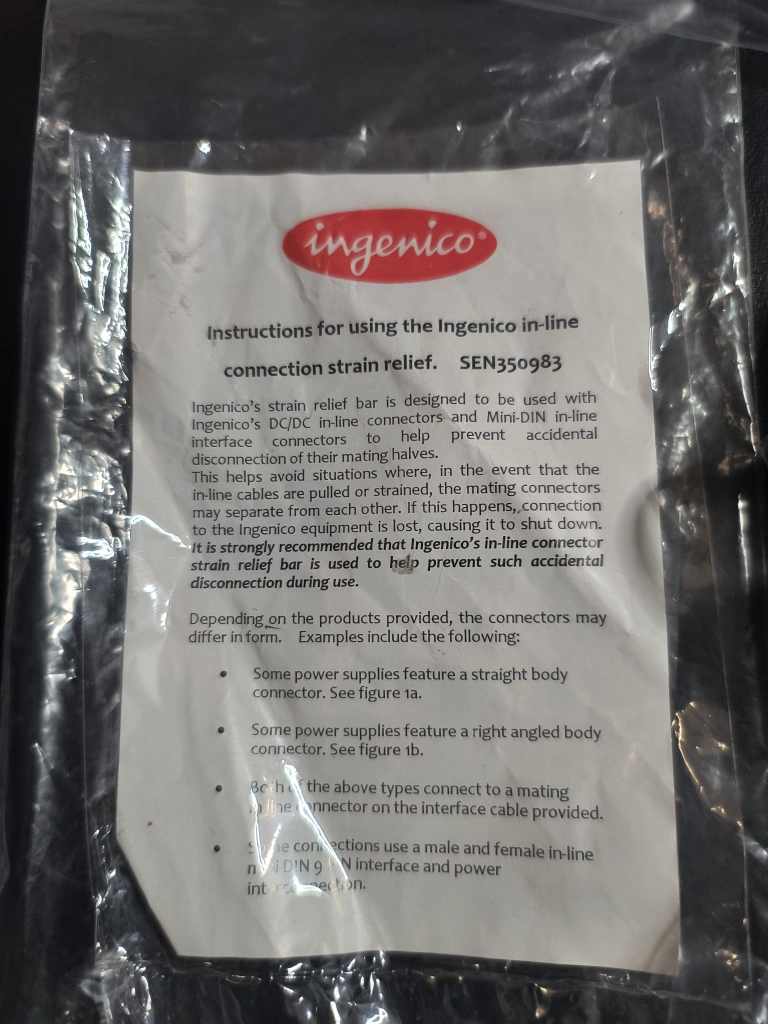 ingenico®
Instructions for using the Ingenico in-line
connection strain relief. SEN350983
Ingenico's strain relief bar is designed to be used with
Ingenico's DC/DC in-line connectors and Mini-DIN in-line
interface connectors to help prevent accidental
disconnection of their mating halves.
This helps avoid situations where, in the event that the
in-line cables are pulled or strained, the mating connectors
may separate from each other. If this happens, connection
to the Ingenico equipment is lost, causing it to shut down.
It is strongly recommended that Ingenico's in-line connector
strain relief bar is used to help prevent such accidental
disconnection during use.
Depending on the products provided, the connectors may
differ in form. Examples include the following:
• Some power supplies feature a straight body
connector. See figure 1a.
• Some power supplies feature a right angled body
connector. See figure 1b.
• Both of the above types connect to a mating
in line connector on the interface cable provided.
• Some connections use a male and female in-line
mini DIN 9 PIN interface and power
interconnection.